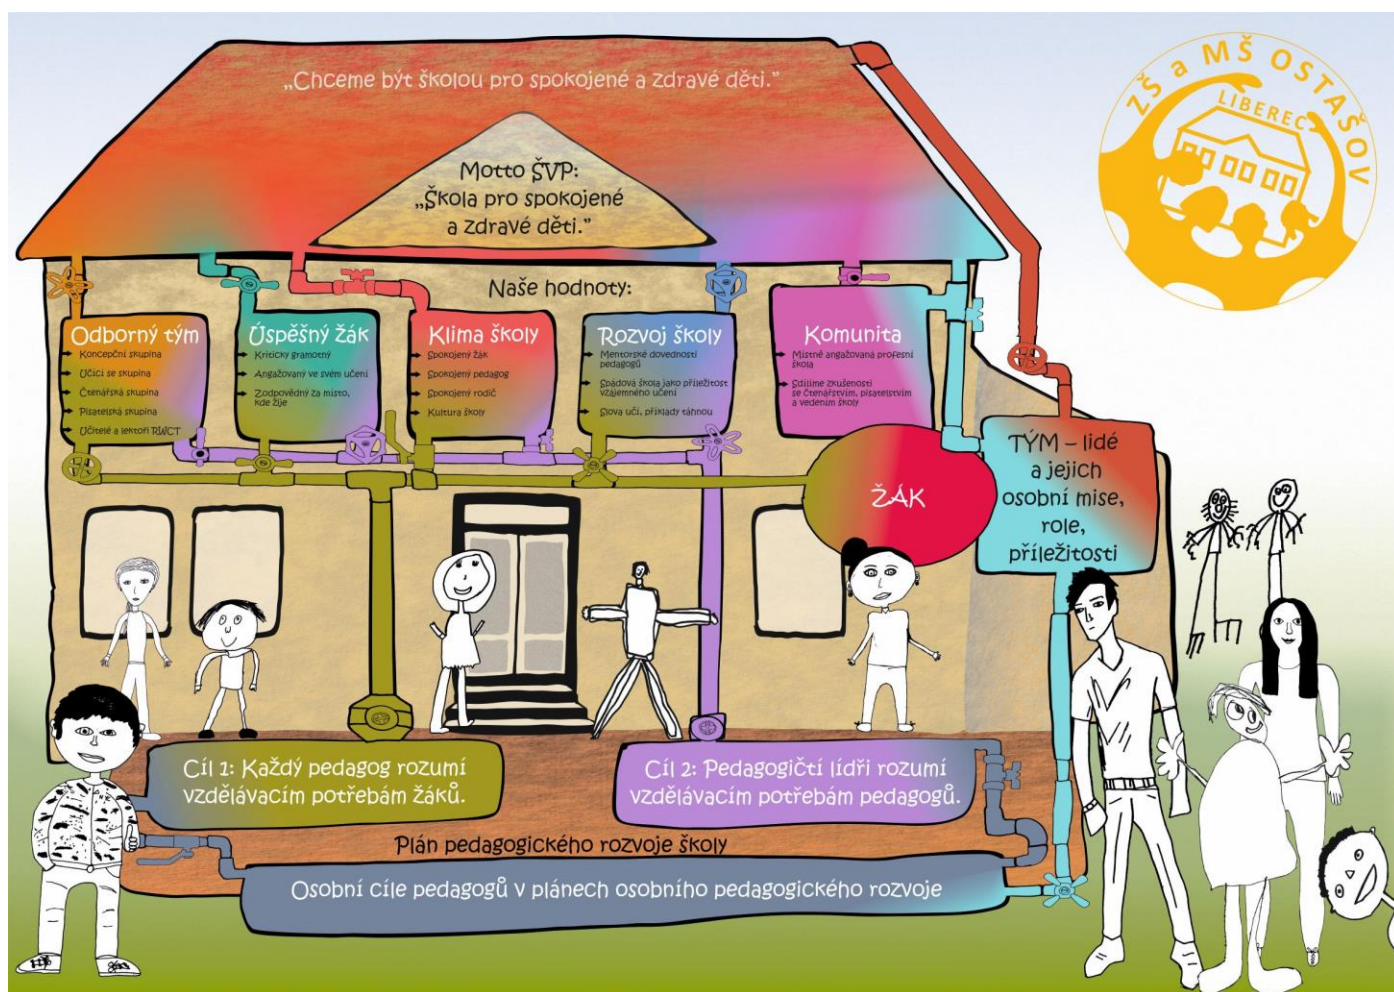 „Chceme být školou pro spokojené a zdravé děti.”
ZŠ a MŠ OSTAŠOV
LIBEREC
Motto ŠVP:
„Škola pro spokojené
a zdravé děti.”
Naše hodnoty:
Odborný tým
Koncepční skupina
Učící se skupina
Čtenářská skupina
Pisatelská skupina
Učitelé a lektoři RWCT
Úspěšný žák
Kriticky gramotný
Angažovaný ve svém učení
Zodpovědný za místo,
kde žije
Klima školy
Spokojený žák
Spokojený pedagog
Spokojený rodič
Kultura školy
Rozvoj školy
Mentorské dovednosti
pedagogů
Spádová škola jako příležitost
vzájemného učení
Slova učí, příklady táhnou
Komunita
Místně angažovaná profesní
škola
Sdílíme zkušenosti
se čtenářstvím, pisatelstvím
a vedením školy
ŽÁK
TÝM – lidé
a jejich
osobní mise,
role,
příležitosti
Cíl 1: Každý pedagog rozumí
vzdělávacím potřebám žáků.
Cíl 2: Pedagogičtí lídři rozumí
vzdělávacím potřebám pedagogů.
Plán pedagogického rozvoje školy
Osobní cíle pedagogů v plánech osobního pedagogického rozvoje